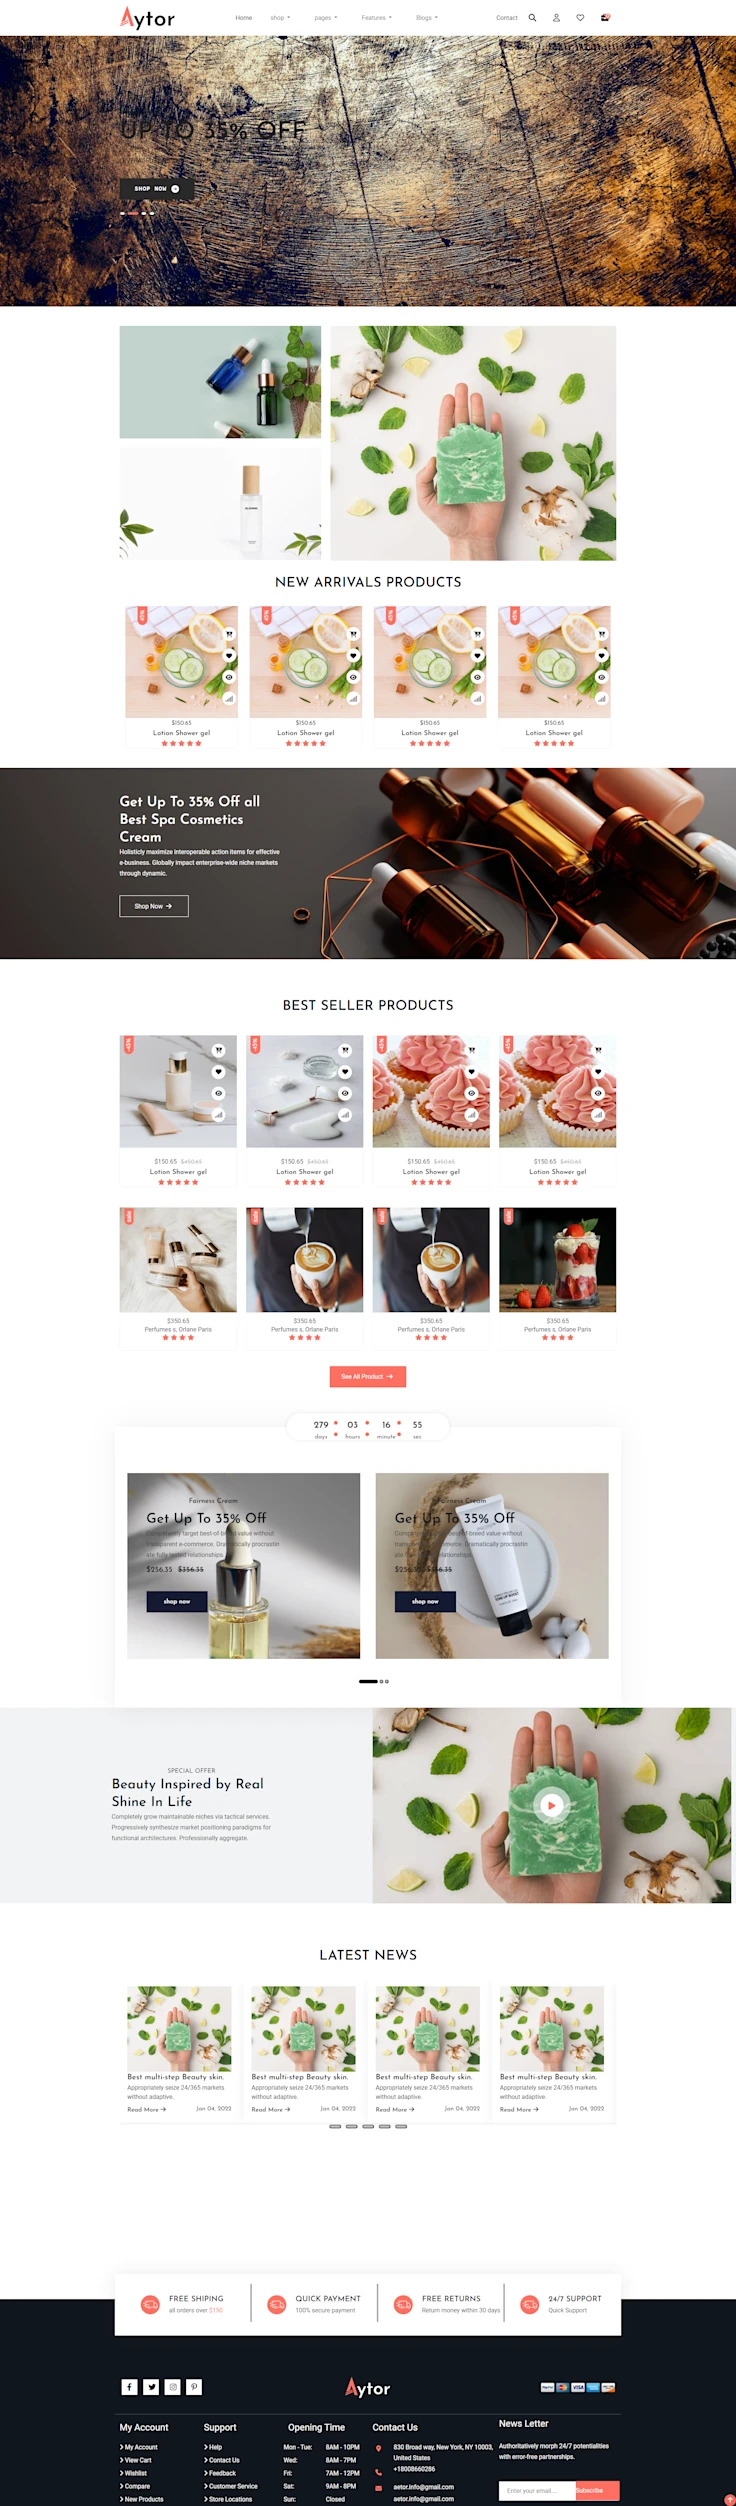 Aytor
Home shop pages Features Blogs Contact
UP TO 35% OFF
SHOP NOW
NEW ARRIVALS PRODUCTS
45% 45% 45% 45%
$150.65 $150.65 $150.65 $150.65
Lotion Shower gel Lotion Shower gel Lotion Shower gel Lotion Shower gel
Get Up To 35% Off all
Best Spa Cosmetics
Cream
Holisticly maximize interoperable action items for effective
e-business. Globally impact enterprise-wide niche markets
through dynamic.
Shop Now
BEST SELLER PRODUCTS
-45% -45% -45% -45%
$150.65 $450.65 $150.65 $450.65 $150.65 $450.65 $150.65 $450.65
Lotion Shower gel Lotion Shower gel Lotion Shower gel Lotion Shower gel
sale sale sale sale
$350.65 $350.65 $350.65 $350.65
Perfumes s, Orlane Paris Perfumes s, Orlane Paris Perfumes s, Orlane Paris Perfumes s, Orlane Paris
See All Product
279 03 16 55
days hours minute sec
Fairness Cream
Get Up To 35% Off
Competently target best-of-breed value without
transparent e-commerce. Dramatically procrastin
ate fully tested relationships.
$256.35 $356.35
shop now
Fairness Cream
Get Up To 35% Off
best-of-breed value without
commerce. Dramatically procrastin
relationships.
$256.35 $356.35
shop now
SPECIAL OFFER
Beauty Inspired by Real
Shine In Life
Completely grow maintainable niches via tactical services.
Progressively synthesize market positioning paradigms for
functional architectures. Professionally aggregate.
LATEST NEWS
Best multi-step Beauty skin. Best multi-step Beauty skin. Best multi-step Beauty skin. Best multi-step Beauty skin.
Appropriately seize 24/365 markets Appropriately seize 24/365 markets Appropriately seize 24/365 markets Appropriately seize 24/365 markets
without adaptive. without adaptive. without adaptive. without adaptive.
Read More Jan 04, 2022 Read More Jan 04, 2022 Read More Jan 04, 2022 Read More Jan 04, 2022
FREE SHIPING QUICK PAYMENT FREE RETURNS 24/7 SUPPORT
all orders over $150 100% secure payment Return money within 30 days Quick Support
Aytor
PayPal VISA
My Account Support Opening Time Contact Us News Letter
My Account
View Cart
Wishlist
Compare
New Products
Help
Contact Us
Feedback
Customer Service
Store Locations
Mon - Tue: 8AM - 10PM
Wed: 8AM - 7PM
Fri: 7AM - 12PM
Sat: 9AM - 8PM
Sun: Closed
830 Broad way, New York, NY 10003,
United States
+18008660286
aetor.info@gmail.com
aetor.info@gmail.com
Authoritatively morph 24/7 potentialities
with error-free partnerships.
Enter your email.... Subscribe